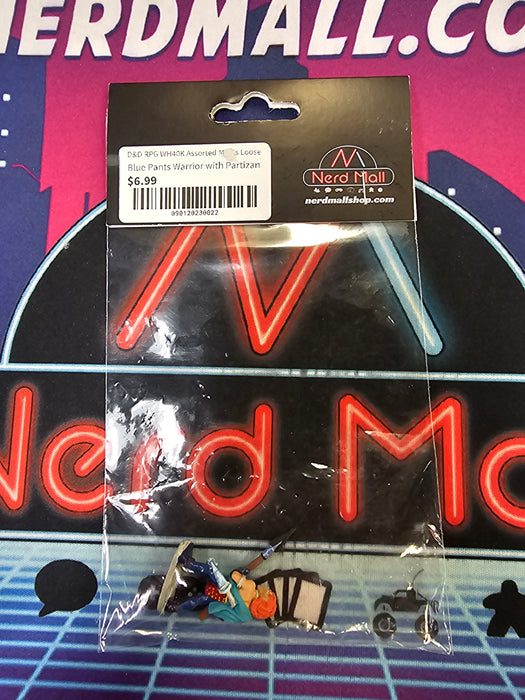 NERDMALL.CO
D&D RPG WH40K Assorted Loose
Blue Pants Warrior with Partizan
$6.99
090120230022
Nerd Mall
nerdmallshop.com
Nerd Ma